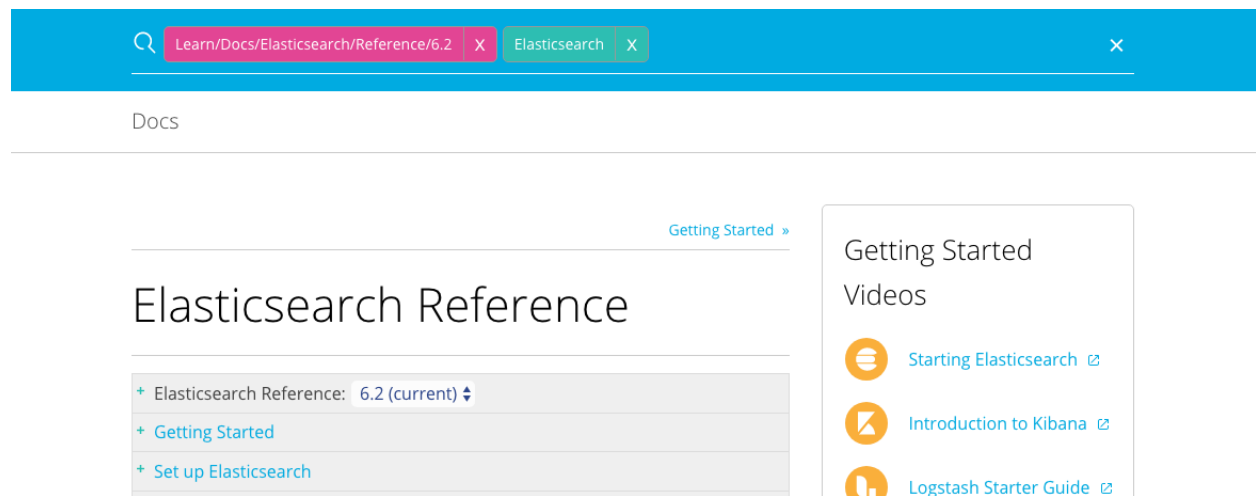 Learn/Docs/Elasticsearch/Reference/6.2 X Elasticsearch X ×
Docs
Getting Started »
Elasticsearch Reference
+ Elasticsearch Reference: 6.2 (current)
+ Getting Started
+ Set up Elasticsearch
Getting Started
Videos
Starting Elasticsearch
Introduction to Kibana
Logstash Starter Guide